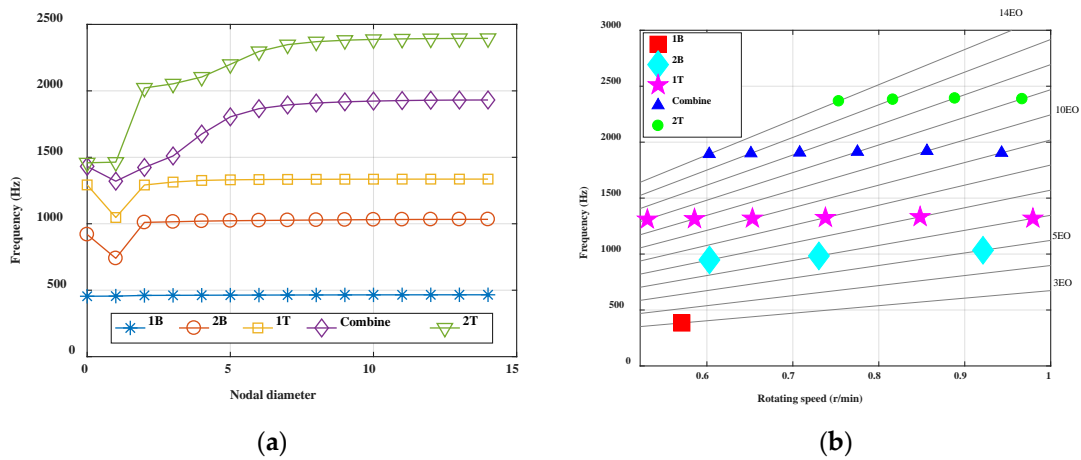 2500
2000
1500
1000
500
0
Frequency (Hz)
0
5
10
15
Nodal diameter
1B
2B
1T
Combine
2T
(a)
14EO
3000
2500
2000
1500
1000
500
0
Frequency (Hz)
1B
2B
1T
Combine
2T
10EO
5EO
3EO
0.6
0.7
0.8
0.9
1
Rotating speed (r/min)
(b)